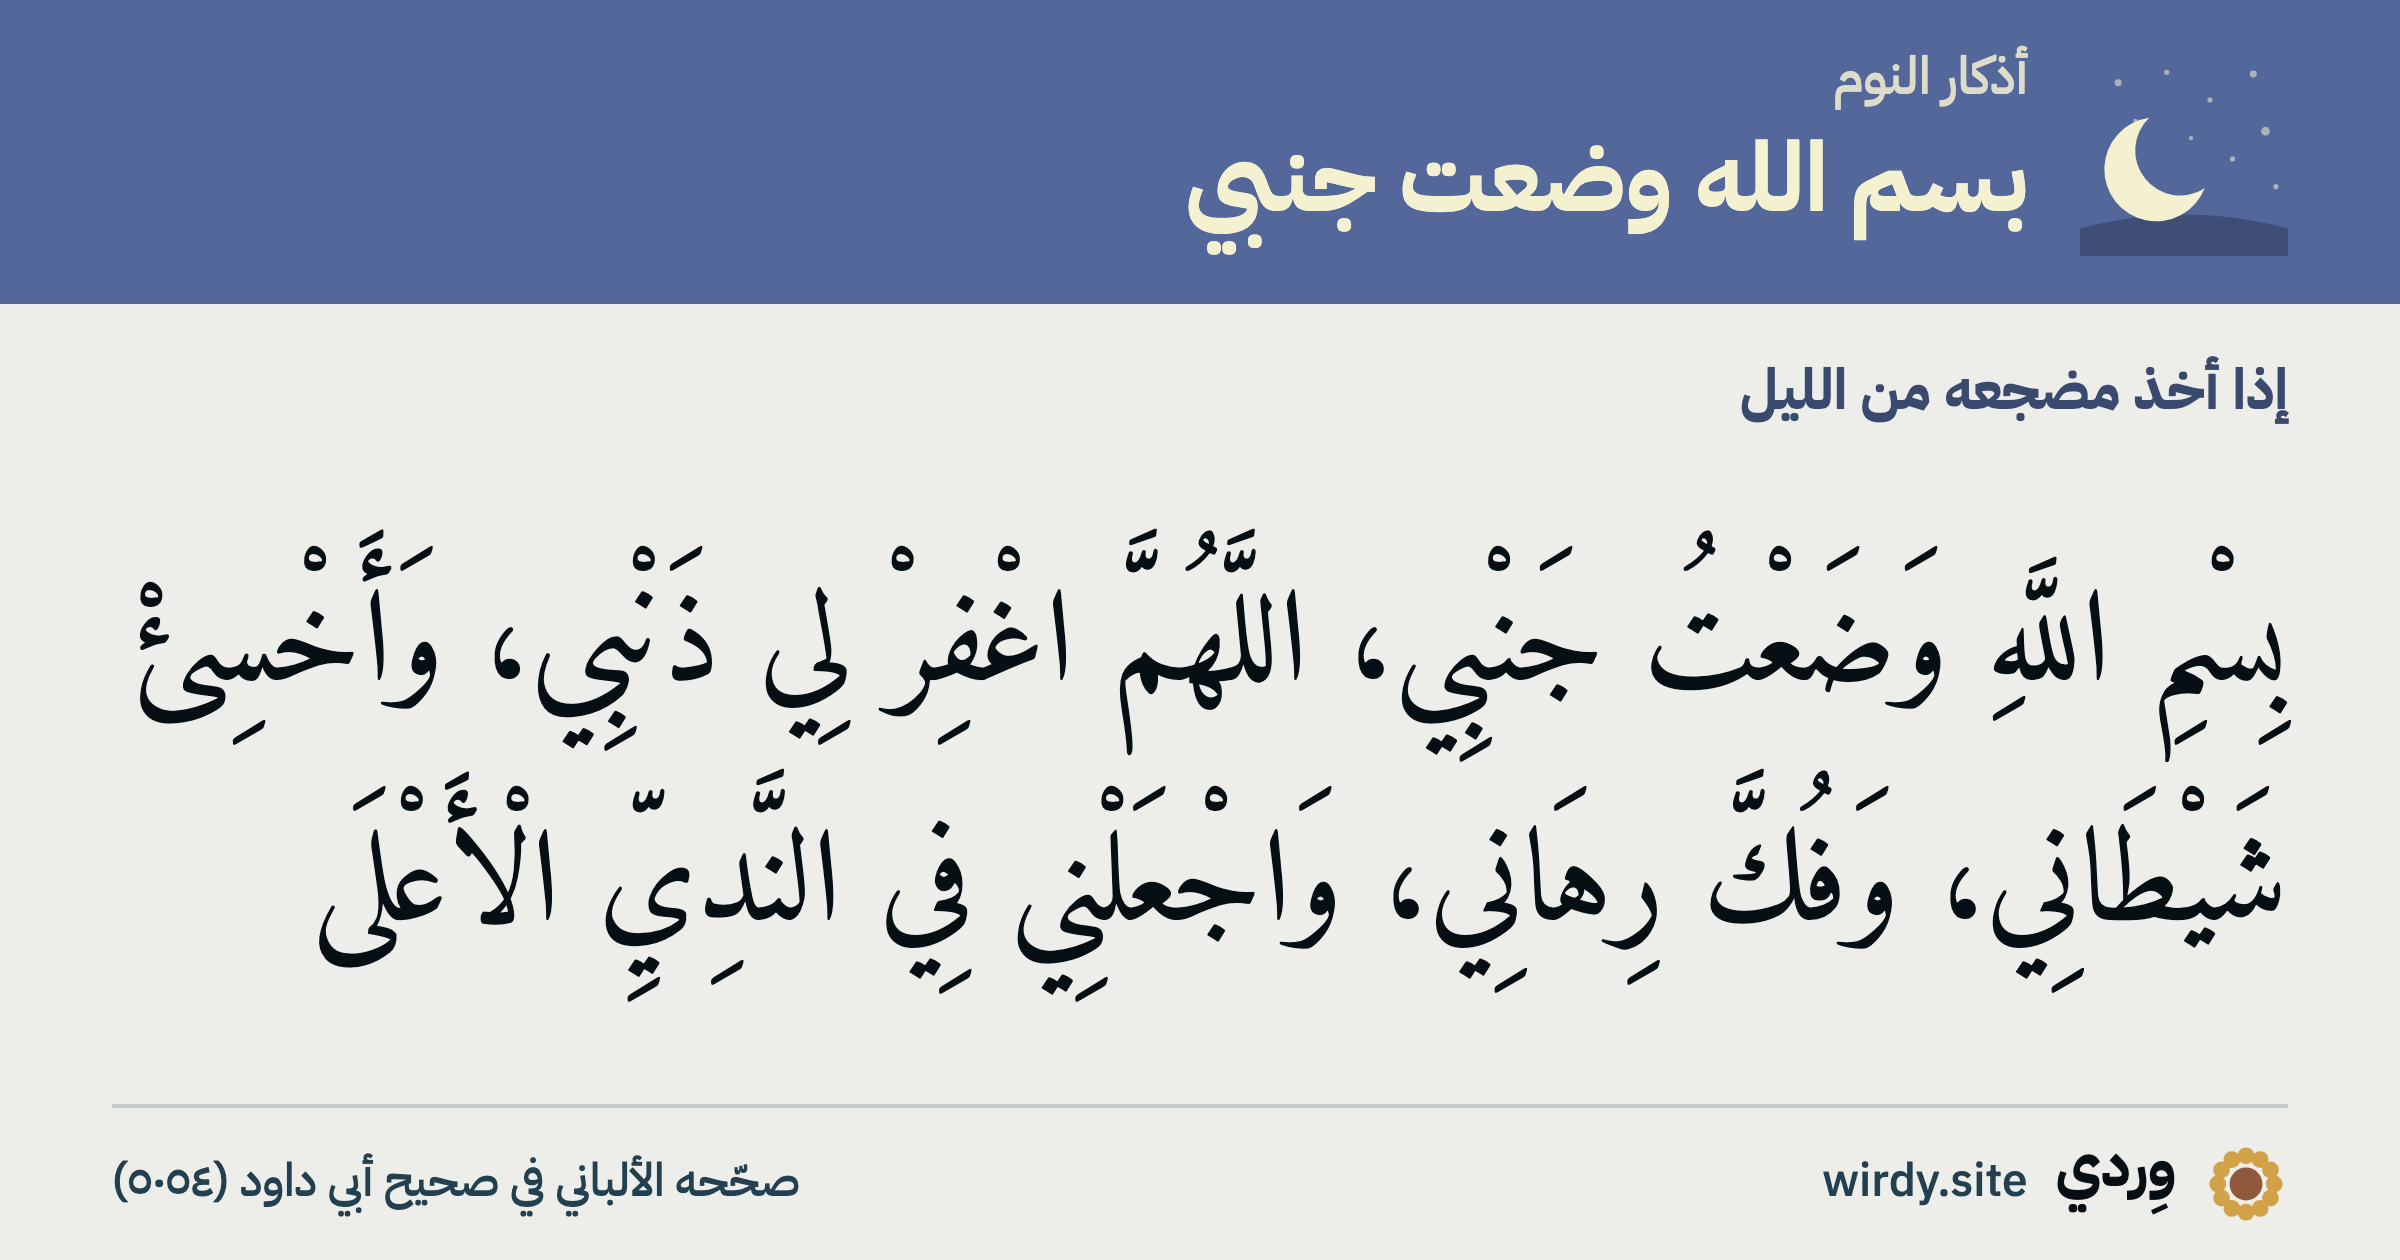 أذكار النوم
بسم الله وضعت جنبي
إذا أخذ مضجعه من الليل
بِسْمِ اللَّهِ وَضَعْتُ جَنْبِي، اللَّهُمَّ اغْفِرْ لِي ذَنْبِي، وَأَخْسِئْ
شَيْطَانِي، وَفُكَّ رِهَانِي، وَاجْعَلْنِي فِي النَّدِيِّ الْأَعْلَى
وِردي wirdy.site
صحّحه الألباني في صحيح أبي داود (٥٠٥٤)